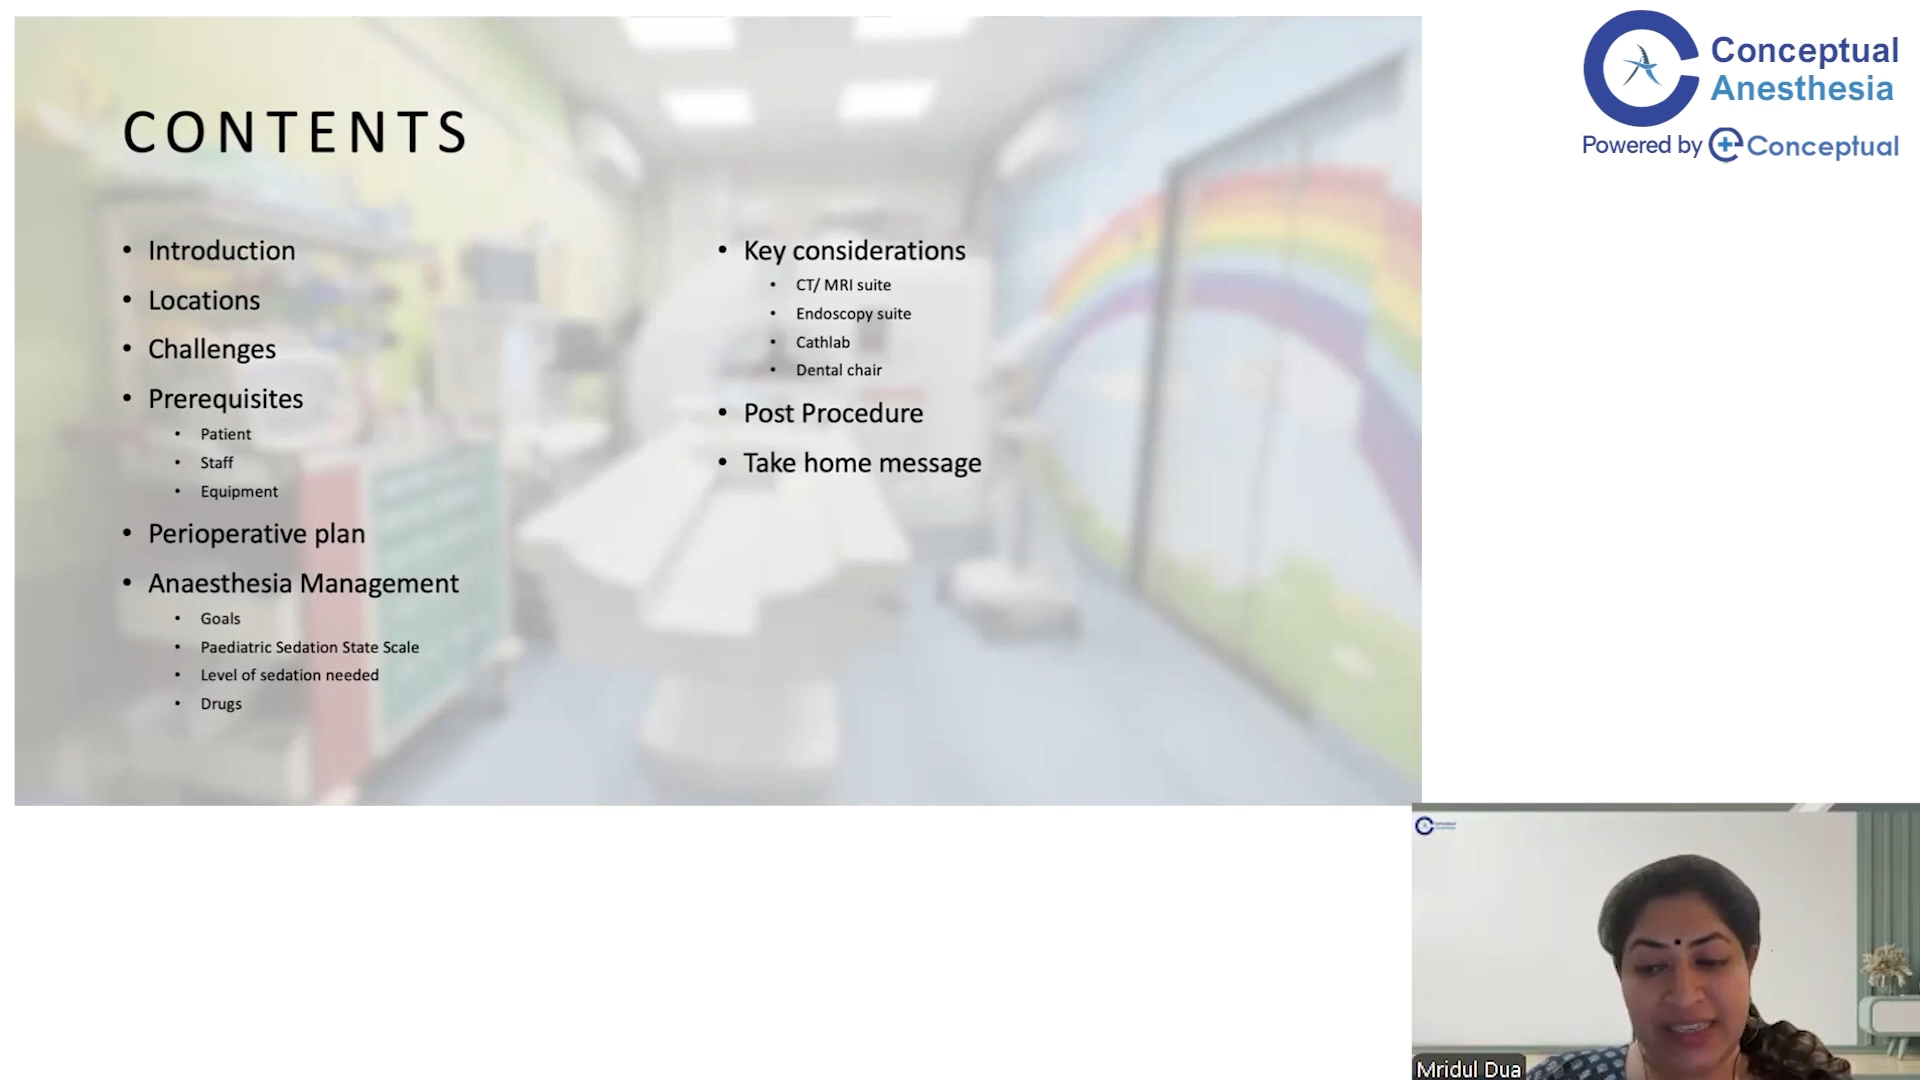 CONTENTS
• Introduction
• Locations
• Challenges
• Prerequisites
• Patient
• Staff
• Equipment
• Perioperative plan
• Anaesthesia Management
• Goals
• Paediatric Sedation State Scale
• Level of sedation needed
• Drugs
• Key considerations
• CT/ MRI suite
• Endoscopy suite
• Cathlab
• Dental chair
• Post Procedure
• Take home message
Conceptual
Anesthesia
Powered by Conceptual
Mridul Dua